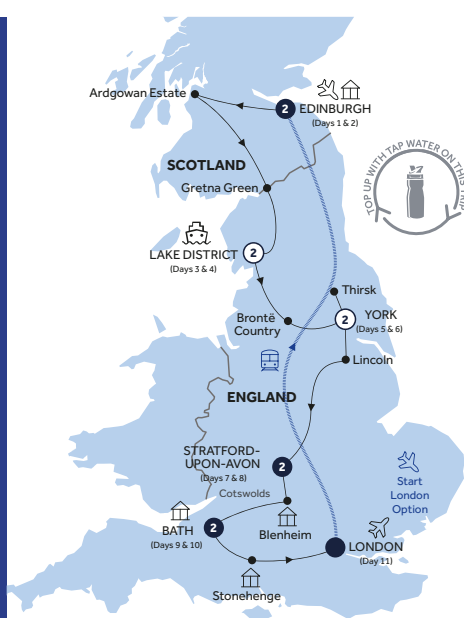 Ardgowan Estate
2
EDINBURGH
(Days 1 & 2)
TOP UP WITH TAP WATER ON THIS TRIP
SCOTLAND
Gretna Green
LAKE DISTRICT
2
(Days 3 & 4)
Thirsk
Brontë
Country
2
YORK
(Days 5 & 6)
Lincoln
ENGLAND
STRATFORD-
UPON-AVON
2
(Days 7 & 8)
Cotswolds
Start
London
Option
BATH
2
(Days 9 & 10)
Blenheim
LONDON
(Day 11)
Stonehenge